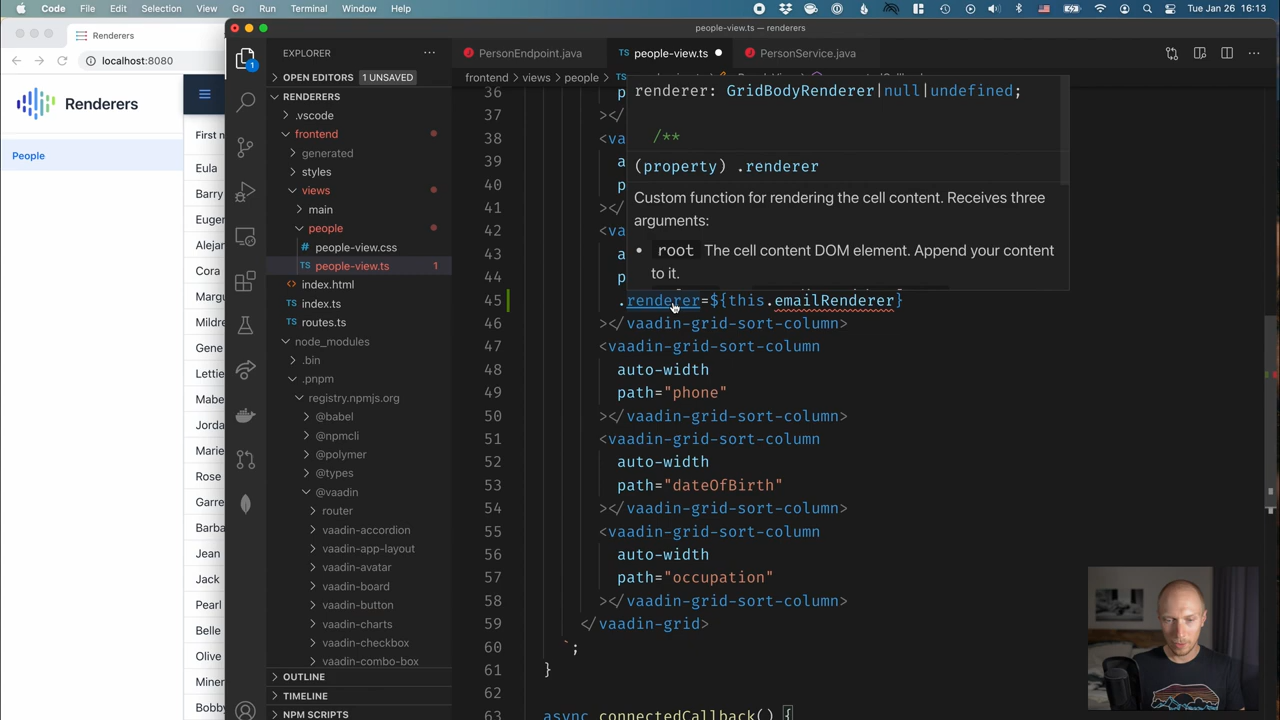 Code File Edit Selection View Go Run Terminal Window Help
Tue Jan 26 16:13
Renderers
localhost:8080
Renderers
People
First n
Eula
Barry
Eugen
Alejan
Cora
Margu
Mildre
Gene
Lettie
Mabe
Jorda
Marie
Rose
Garre
Barba
Jean
Jack
Pearl
Belle
Olive
Miner
Bobby
people-view.ts — renderers
EXPLORER
OPEN EDITORS 1 UNSAVED
RENDERERS
.vscode
frontend
generated
styles
views
main
people
# people-view.css
TS people-view.ts 1
<> index.html
TS index.ts
TS routes.ts
node_modules
.bin
.pnpm
registry.npmjs.org
@babel
@npmcli
@polymer
@types
@vaadin
router
vaadin-accordion
vaadin-app-layout
vaadin-avatar
vaadin-board
vaadin-button
vaadin-charts
vaadin-checkbox
vaadin-combo-box
OUTLINE
TIMELINE
NPM SCRIPTS
1
PersonEndpoint.java
TS people-view.ts
PersonService.java
frontend > views > people >
renderer: GridBodyRenderer|null|undefined;
/**
(property) .renderer
Custom function for rendering the cell content. Receives three
arguments:
• root The cell content DOM element. Append your content
to it.
36 p
37 ></
38 <va
39 a
40 p
41 ></
42 <va
43 a
44 p
45 .renderer=${this.emailRenderer}
46 ></vaadin-grid-sort-column>
47 <vaadin-grid-sort-column
48 auto-width
49 path="phone"
50 ></vaadin-grid-sort-column>
51 <vaadin-grid-sort-column
52 auto-width
53 path="dateOfBirth"
54 ></vaadin-grid-sort-column>
55 <vaadin-grid-sort-column
56 auto-width
57 path="occupation"
58 ></vaadin-grid-sort-column>
59 </vaadin-grid>
60 `;
61 }
62
63 async connectedCallback() {